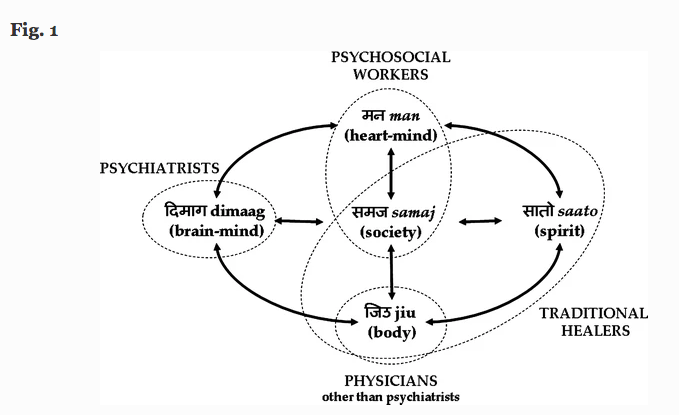 Fig. 1
PSYCHOSOCIAL
WORKERS
मन man
(heart-mind)
PSYCHIATRISTS
दिमाग dimaag
(brain-mind)
समज samaj
(society)
सातो saato
(spirit)
जिउ jiu
(body)
TRADITIONAL
HEALERS
PHYSICIANS
other than psychiatrists